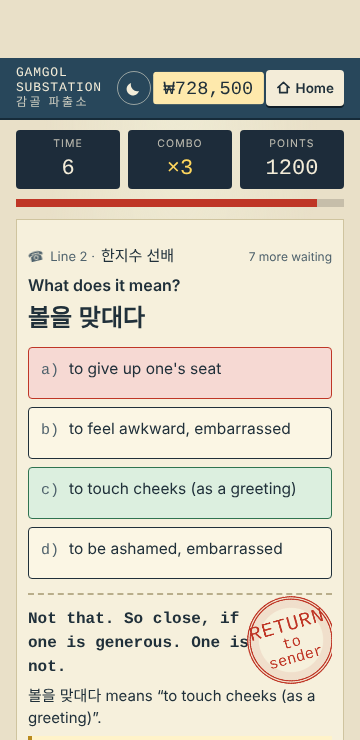 GAMGOL
SUBSTATION
감골 파출소
₩728,500
Home
TIME
6
COMBO
×3
POINTS
1200
☎ Line 2 · 한지수 선배
7 more waiting
What does it mean?
볼을 맞대다
a) to give up one's seat
b) to feel awkward, embarrassed
c) to touch cheeks (as a greeting)
d) to be ashamed, embarrassed
Not that. So close, if
one is generous. One is
not.
RETURN
to
sender
볼을 맞대다 means “to touch cheeks (as a
greeting)”.